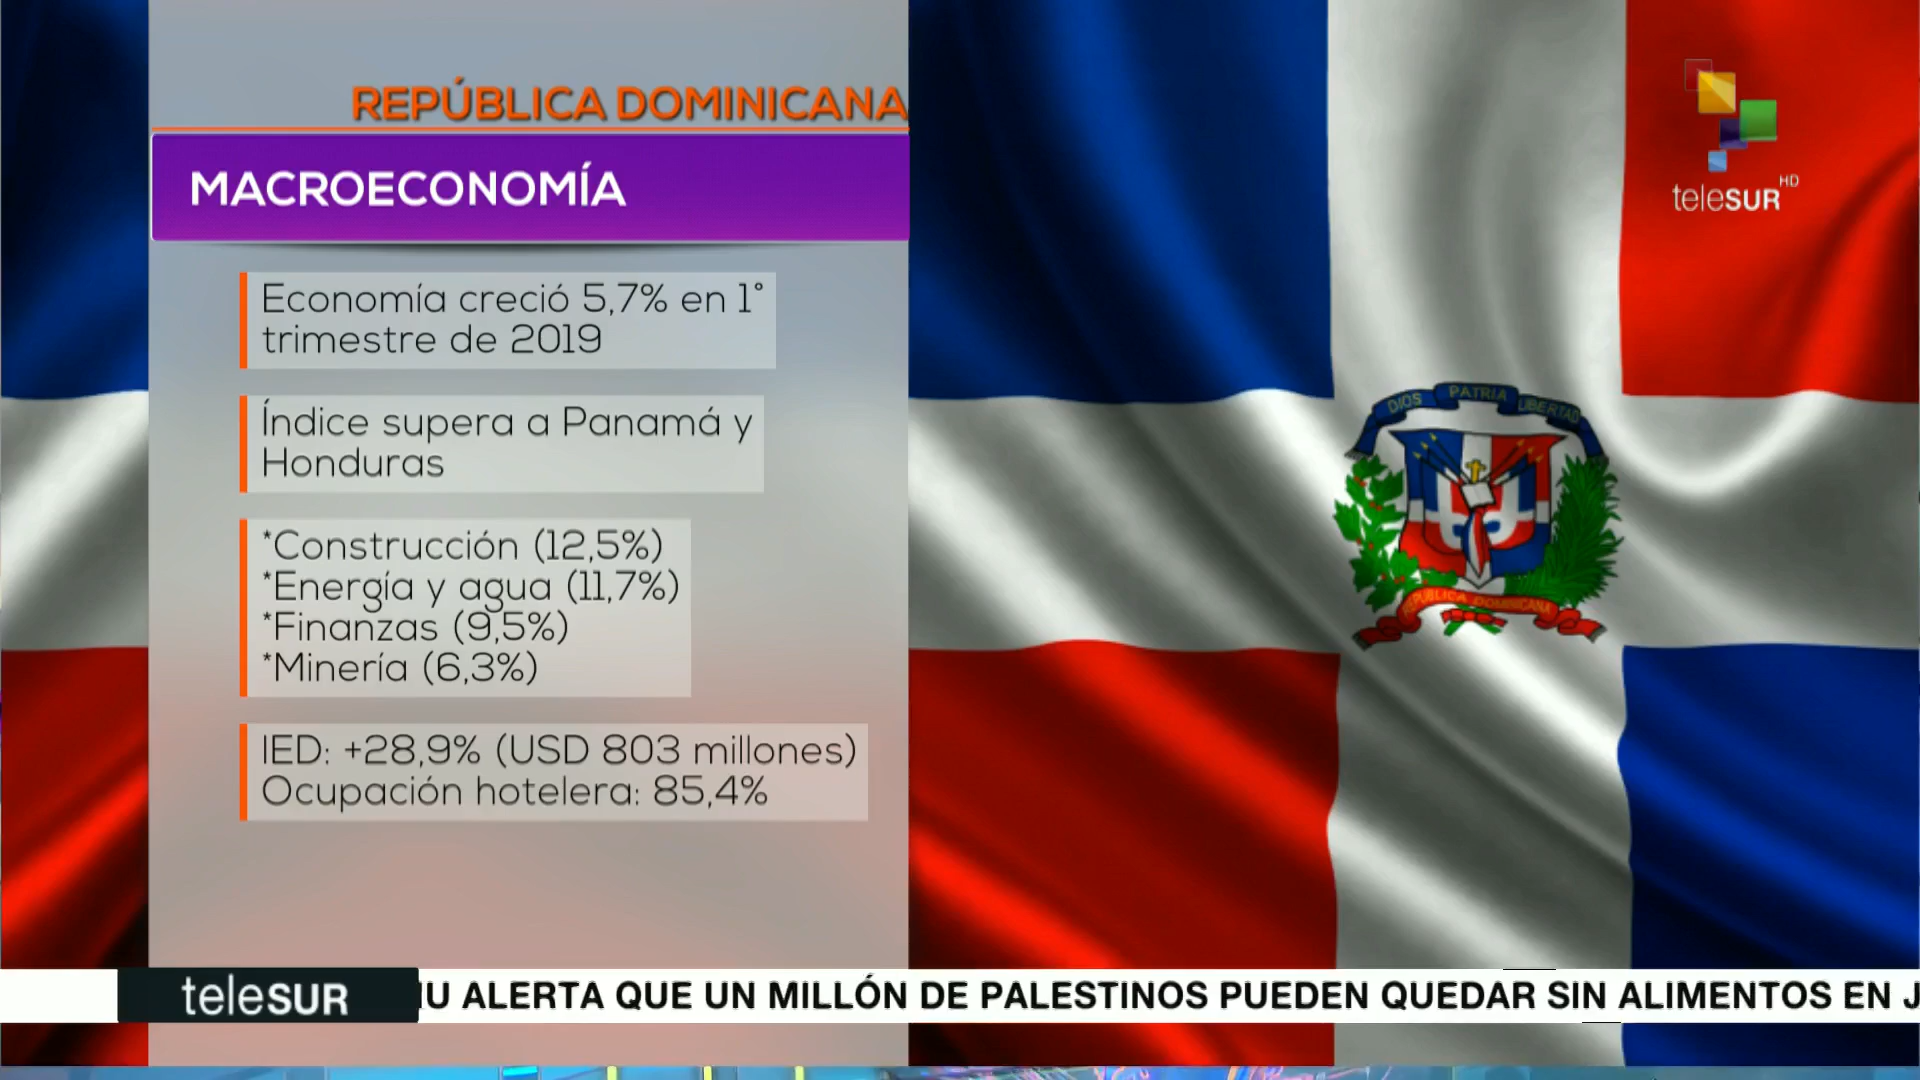 REPÚBLICA DOMINICANA
MACROECONOMÍA
Economía creció 5,7% en 1°
trimestre de 2019
Índice supera a Panamá y
Honduras
*Construcción (12,5%)
*Energía y agua (11,7%)
*Finanzas (9,5%)
*Minería (6,3%)
IED: +28,9% (USD 803 millones)
Ocupación hotelera: 85,4%
teleSUR HD
DIOS PATRIA LIBERTAD
REPUBLICA DOMINICANA
teleSUR
ALERTA QUE UN MILLÓN DE PALESTINOS PUEDEN QUEDAR SIN ALIMENTOS EN